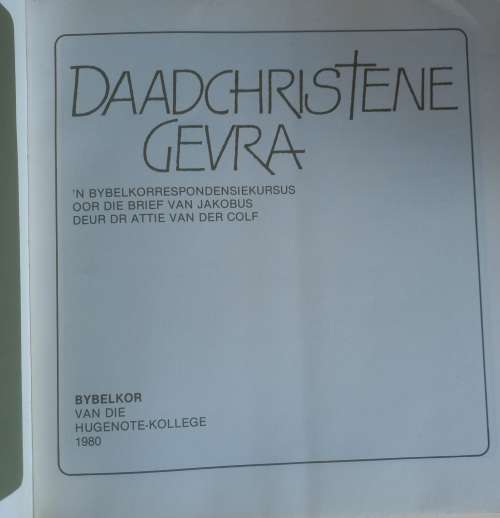 DAADCHRISTENE
GEVRA
'N BYBELKORRESPONDENSIEKURSUS
OOR DIE BRIEF VAN JAKOBUS
DEUR DR ATTIE VAN DER COLF
BYBELKOR
VAN DIE
HUGENOTE-KOLLEGE
1980